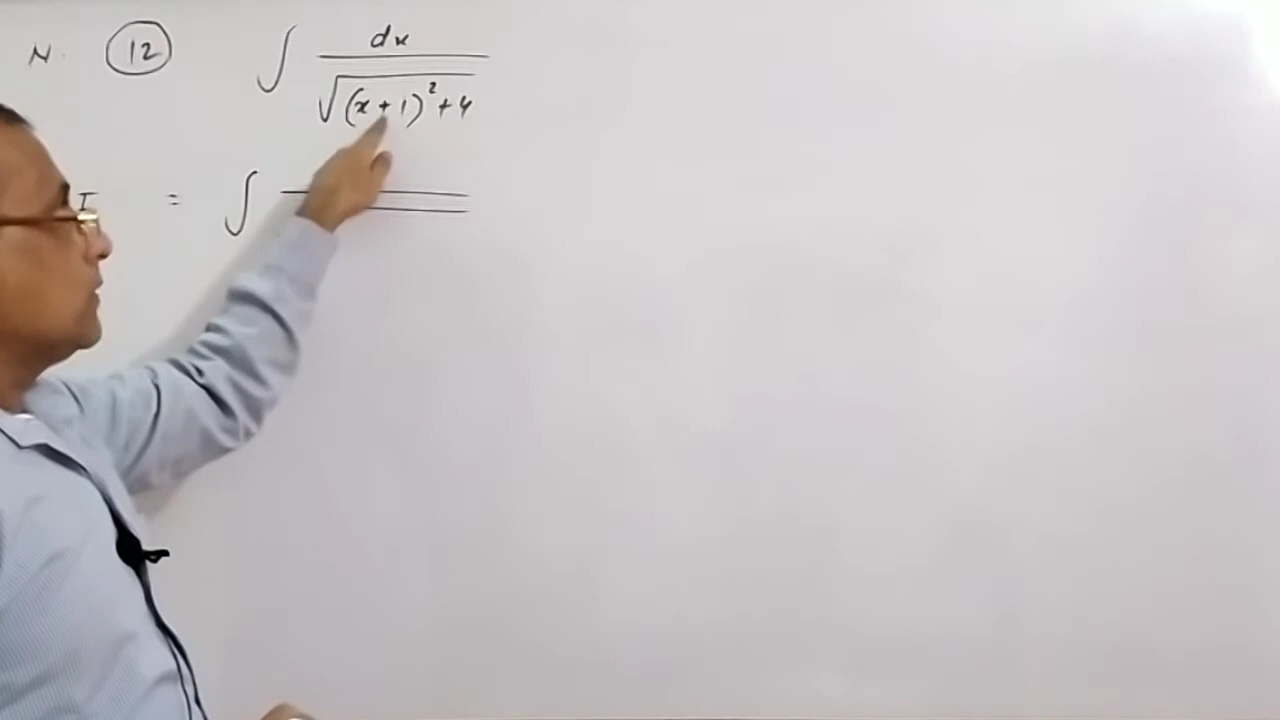 N. 12 ∫ dx / √((x+1)²+4)
I = ∫